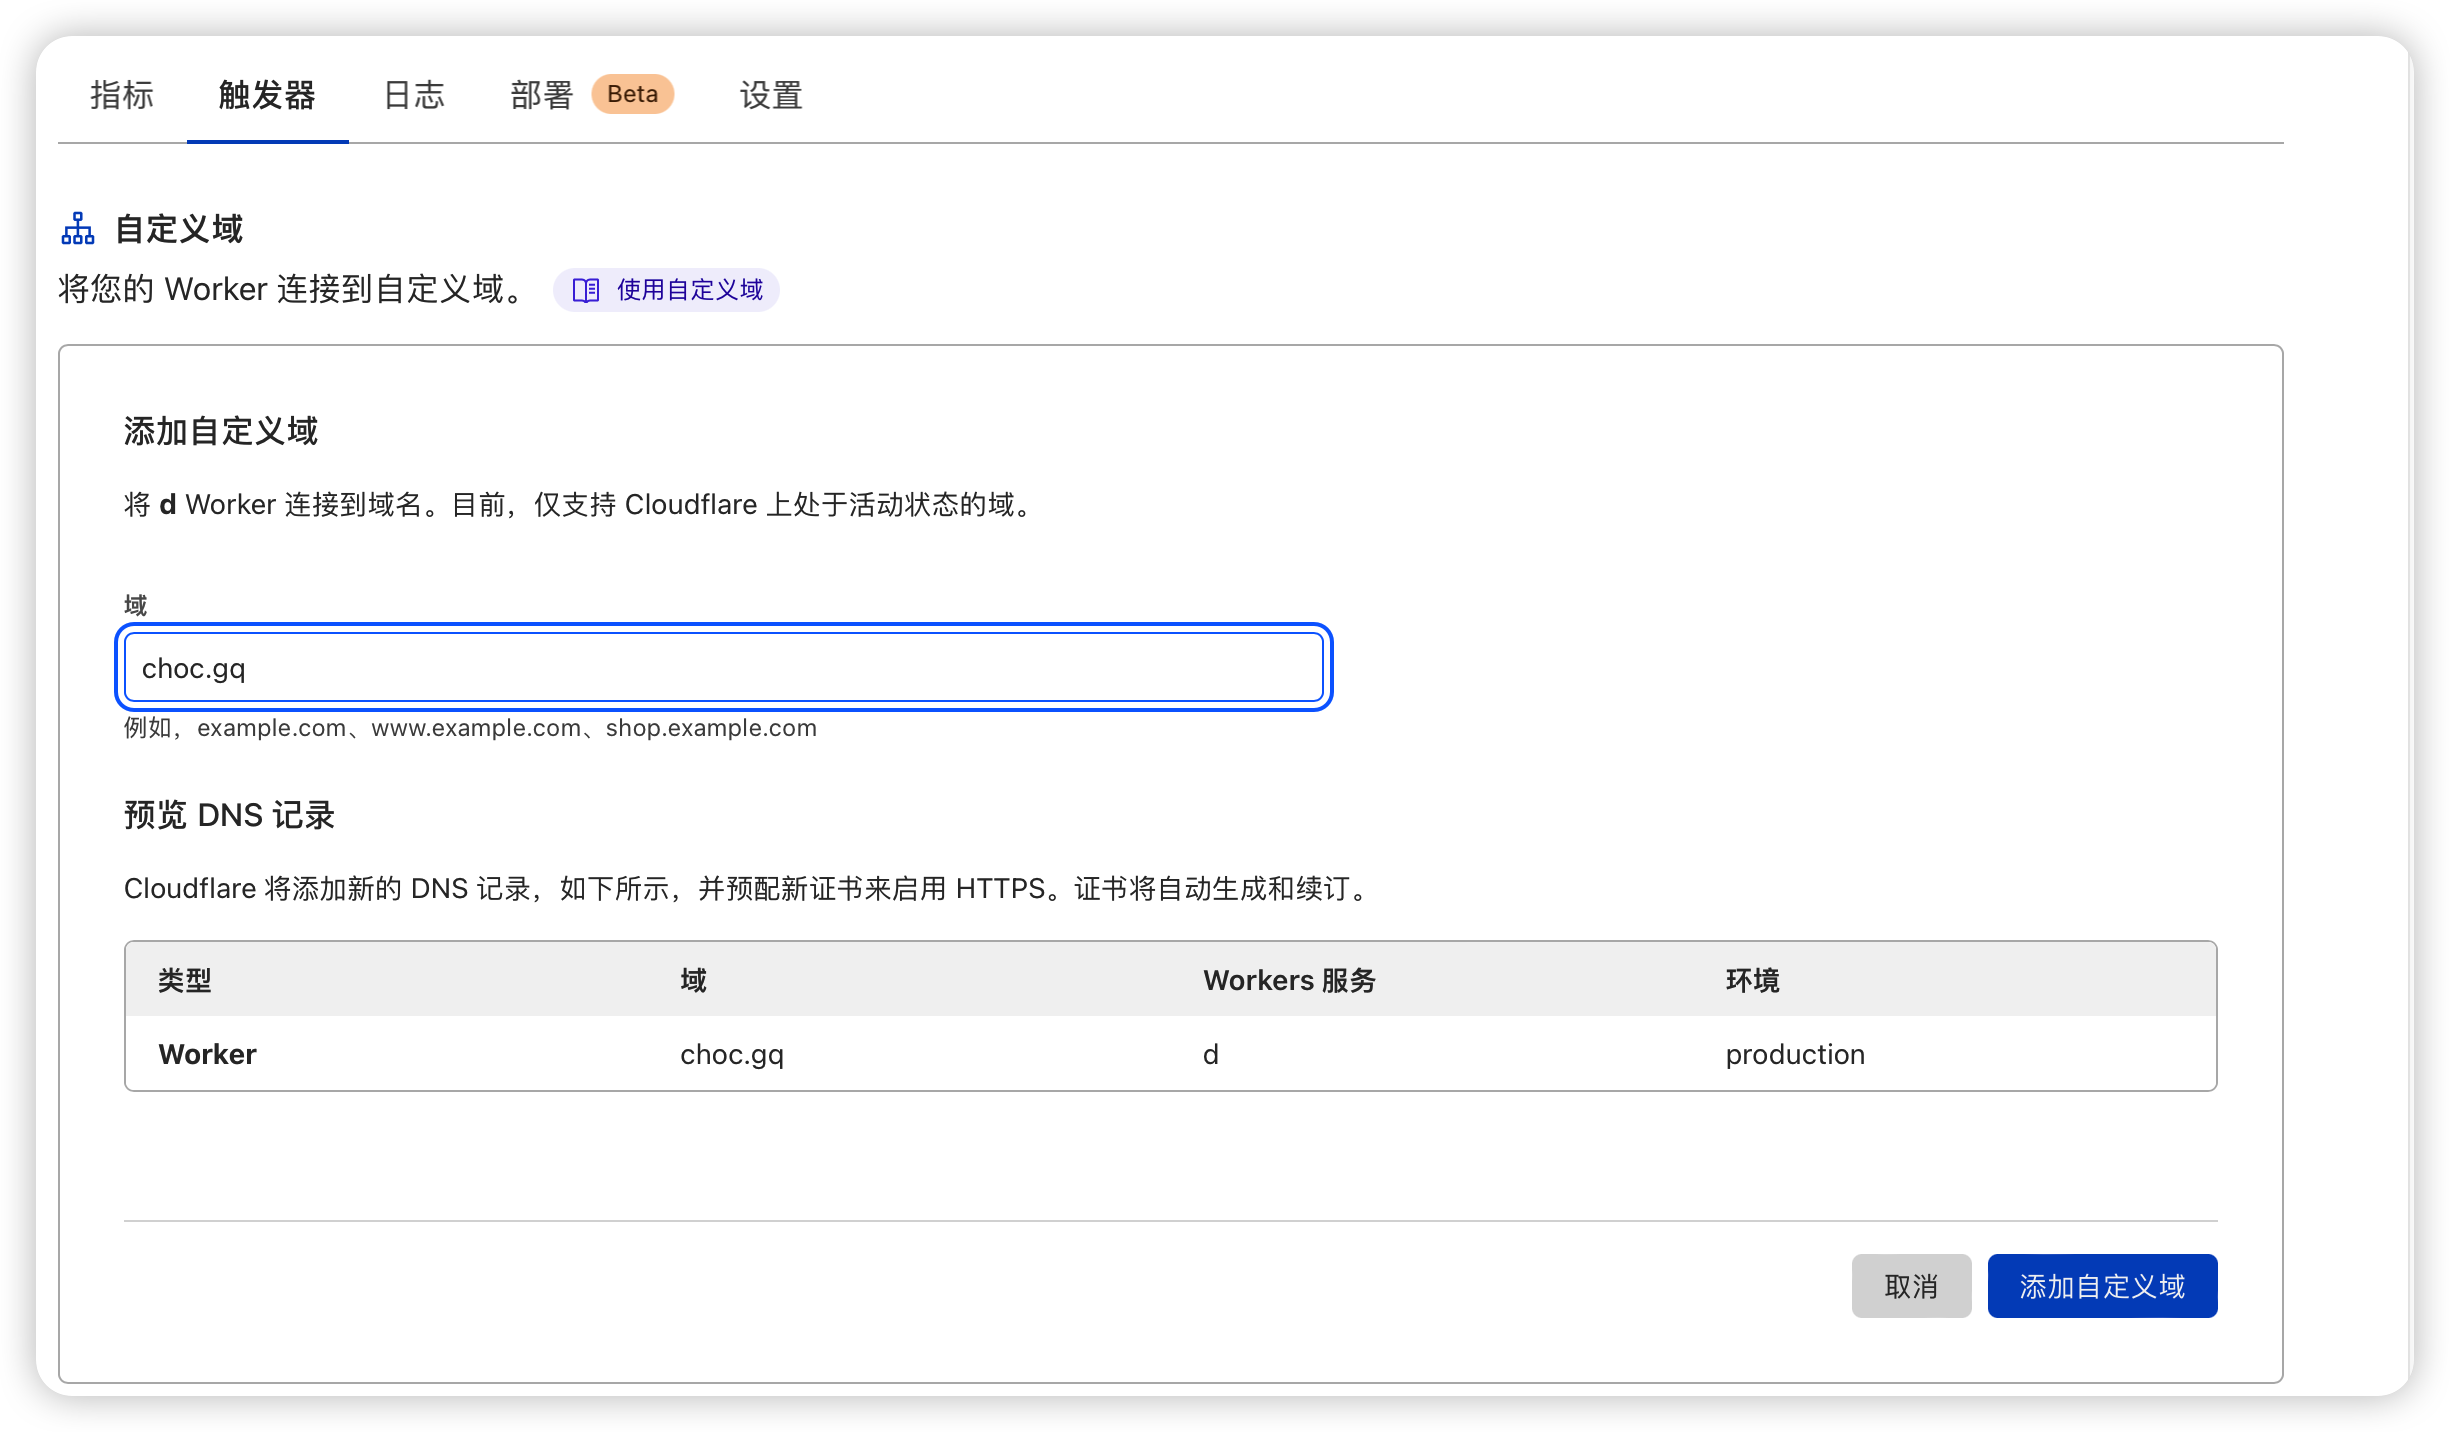 指标 触发器 日志 部署 Beta 设置
自定义域
将您的 Worker 连接到自定义域。 使用自定义域
添加自定义域
将 d Worker 连接到域名。目前，仅支持 Cloudflare 上处于活动状态的域。
域
choc.gq
例如，example.com、www.example.com、shop.example.com
预览 DNS 记录
Cloudflare 将添加新的 DNS 记录，如下所示，并预配新证书来启用 HTTPS。证书将自动生成和续订。
类型 域 Workers 服务 环境
Worker choc.gq d production
取消 添加自定义域